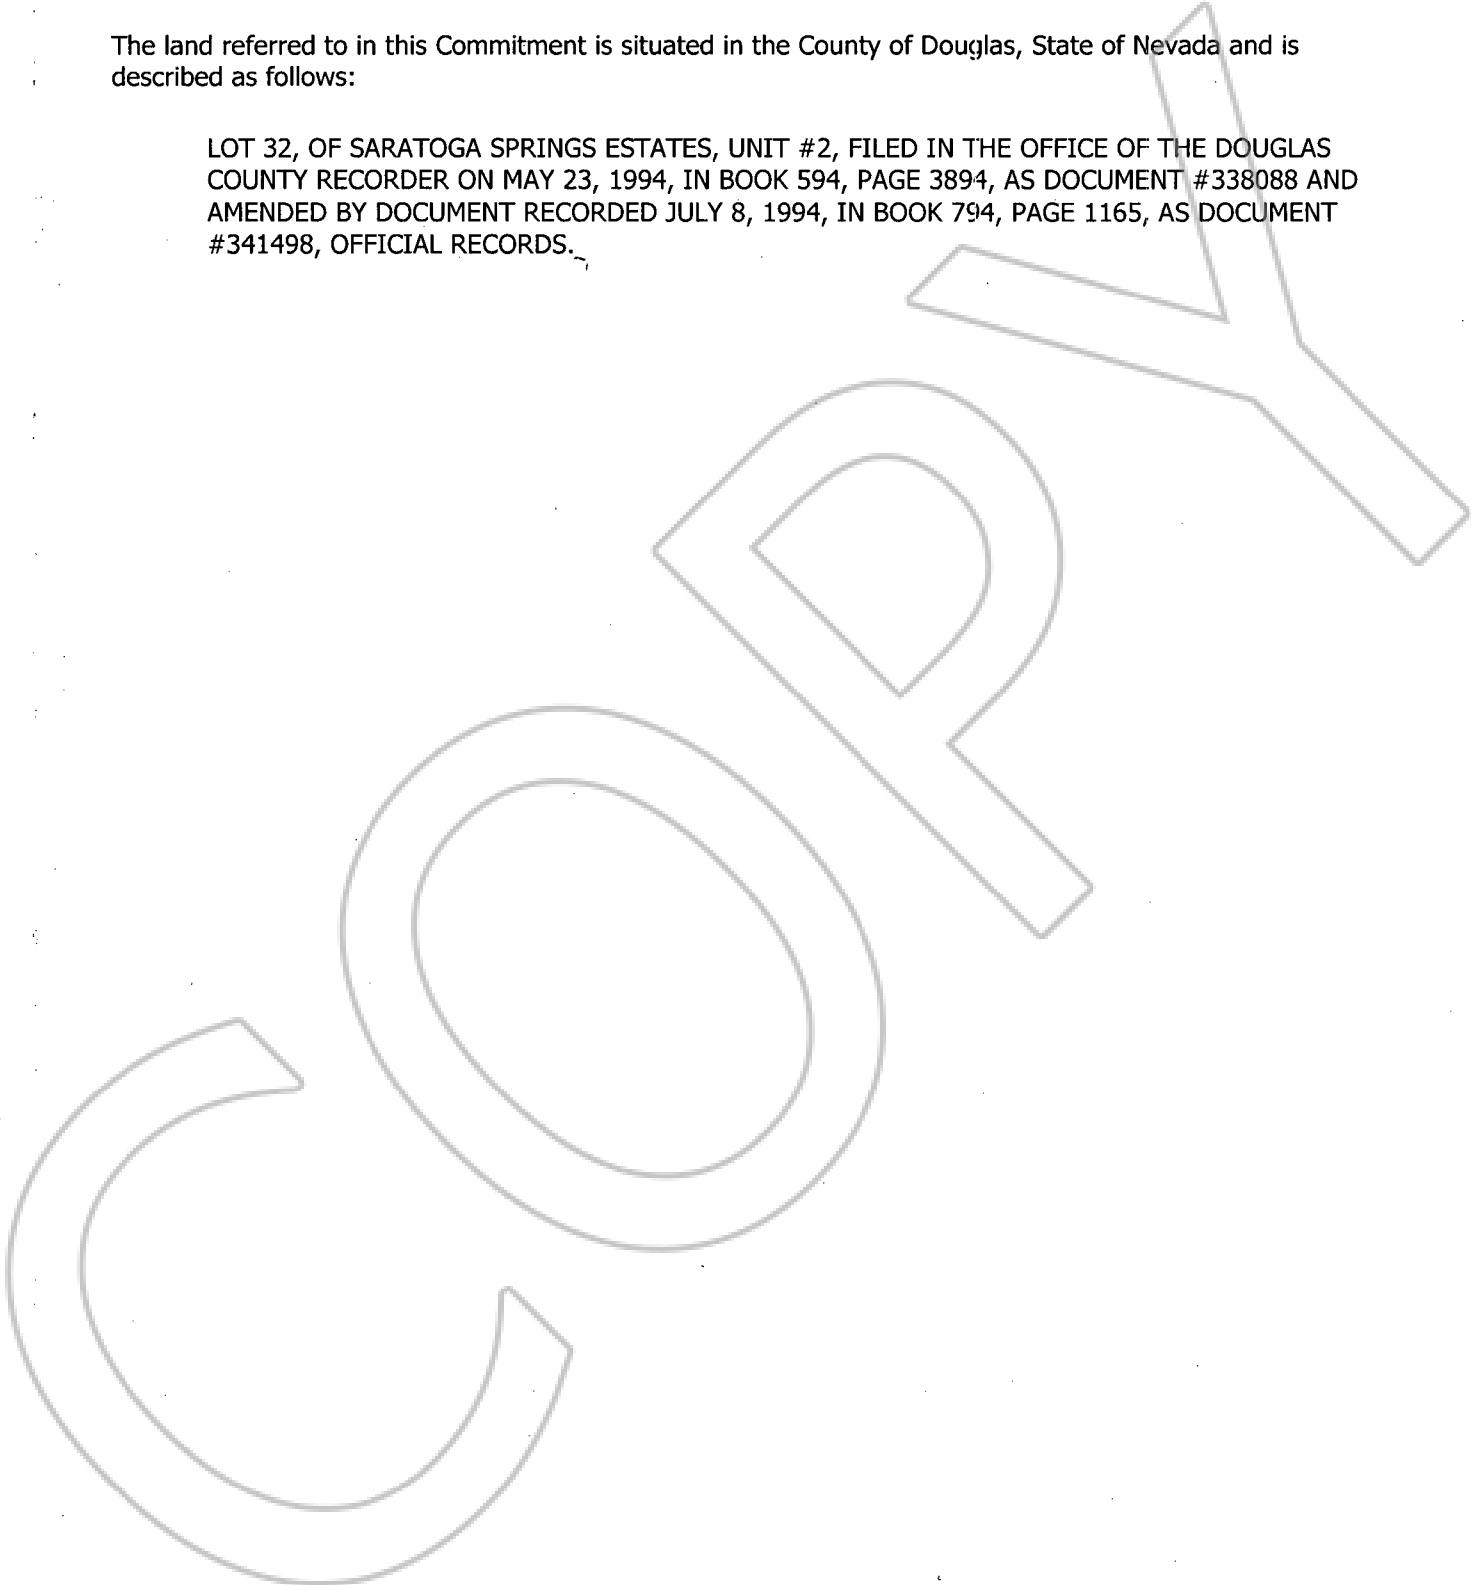 The land referred to in this Commitment is situated in the County of Douglas, State of Nevada and is
described as follows:
LOT 32, OF SARATOGA SPRINGS ESTATES, UNIT #2, FILED IN THE OFFICE OF THE DOUGLAS
COUNTY RECORDER ON MAY 23, 1994, IN BOOK 594, PAGE 3894, AS DOCUMENT #338088 AND
AMENDED BY DOCUMENT RECORDED JULY 8, 1994, IN BOOK 794, PAGE 1165, AS DOCUMENT
#341498, OFFICIAL RECORDS.
COPY